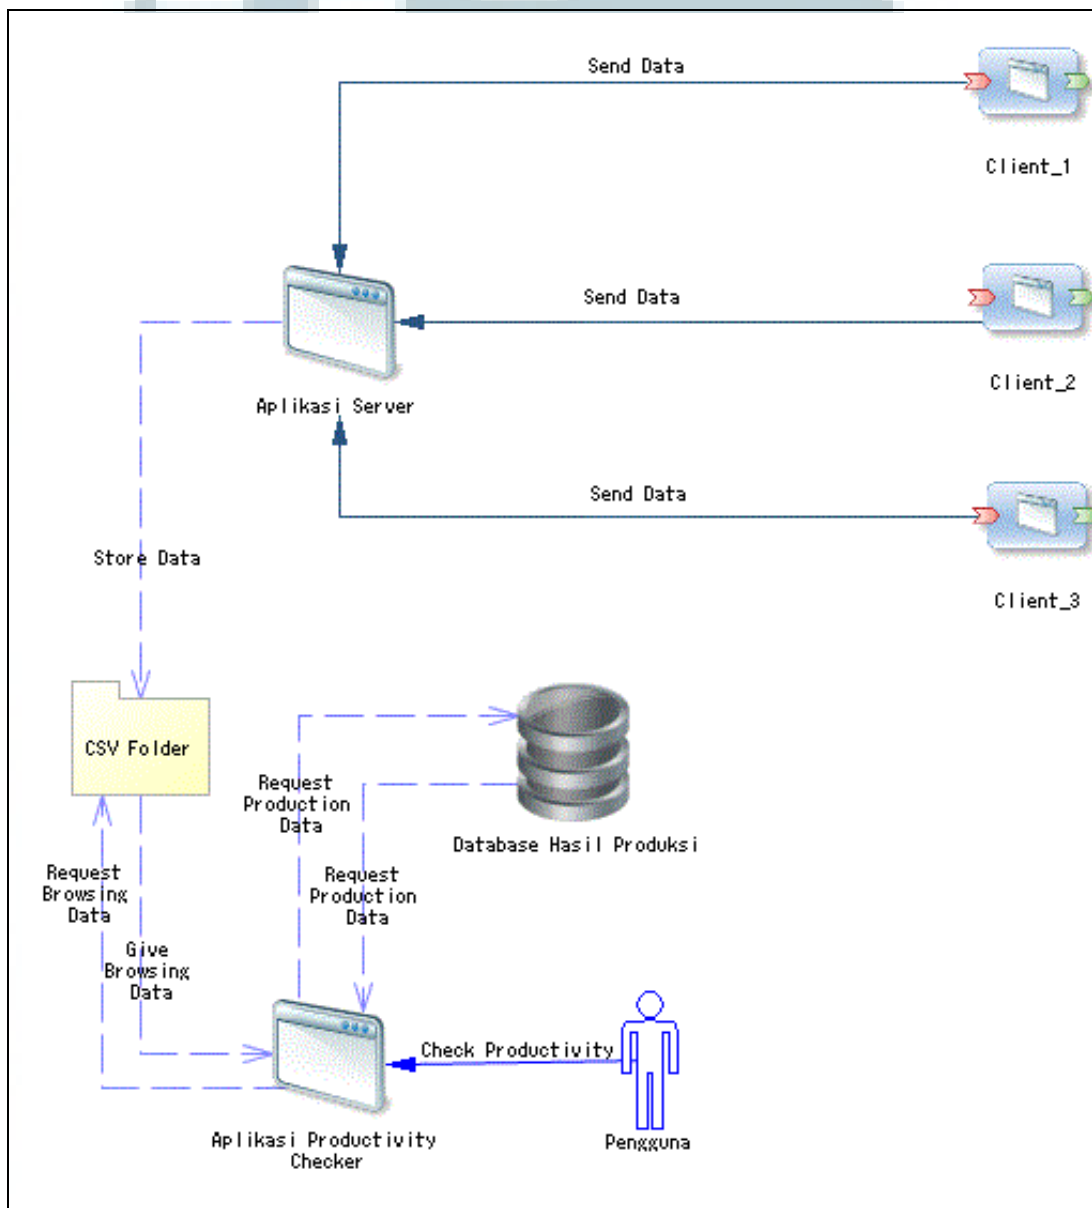 Send Data
Client_1
Send Data
Client_2
Aplikasi Server
Send Data
Client_3
Store Data
CSV Folder
Request
Production
Data
Database Hasil Produksi
Request
Browsing
Data
Request
Production
Data
Give
Browsing
Data
Check Productivity
Aplikasi Productivity
Checker
Pengguna